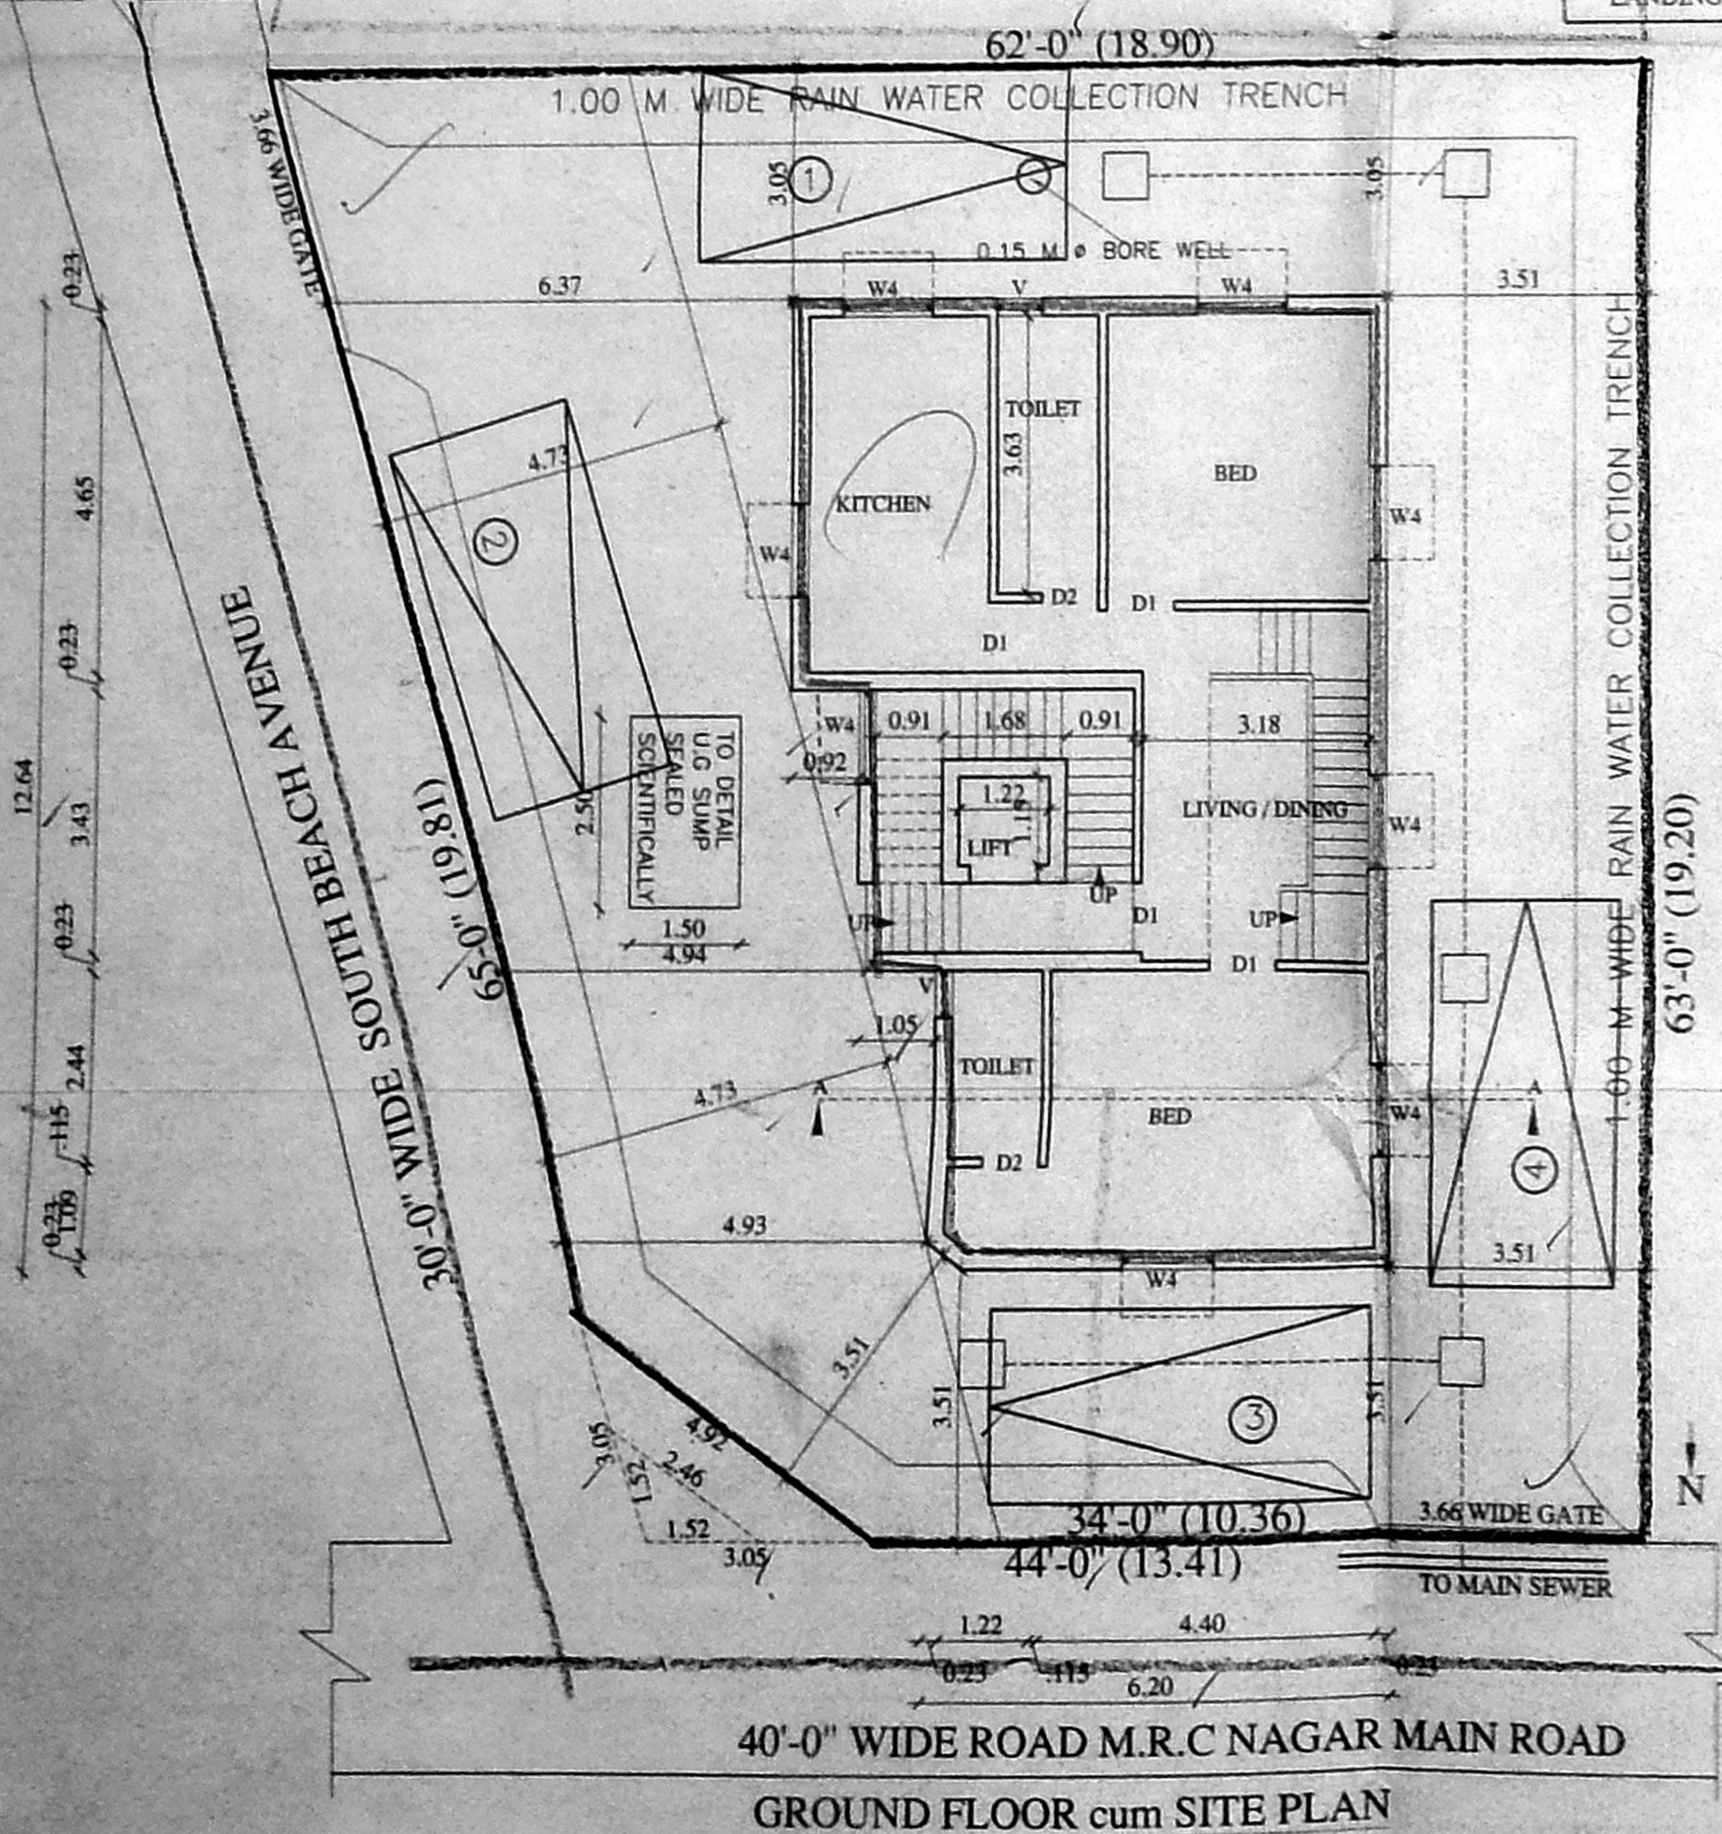 62'-0" (18.90)
1.00 M WIDE RAIN WATER COLLECTION TRENCH
3.66 WIDE GATE
3.05
1
3.05
0.15 M ø BORE WELL
0.23
6.37
W4
V
W4
3.51
TOILET
3.63
BED
KITCHEN
4.73
2
W4
W4
4.65
D2
D1
D1
0.23
1.00 M WIDE RAIN WATER COLLECTION TRENCH
30'-0" WIDE SOUTH BEACH AVENUE
65'-0" (19.81)
W4
0.91
1.68
0.91
3.18
0.92
12.64
3.43
2.50
TO DETAIL
U.G SUMP
SEALED
SCIENTIFICALLY
1.22
LIFT
LIVING / DINING
W4
UP
UP
D1
UP
0.23
1.50
4.94
D1
63'-0" (19.20)
V
1.05
TOILET
2.44
4.73
A
A
BED
W4
.115
D2
4
4.93
0.23
1.09
3.51
W4
3.51
3.51
3.51
3
4.92
3.05
2.46
1.52
1.52
3.05
34'-0" (10.36)
3.66 WIDE GATE
N
44'-0" (13.41)
TO MAIN SEWER
1.22
4.40
0.23
.115
6.20
0.23
40'-0" WIDE ROAD M.R.C NAGAR MAIN ROAD
GROUND FLOOR cum SITE PLAN